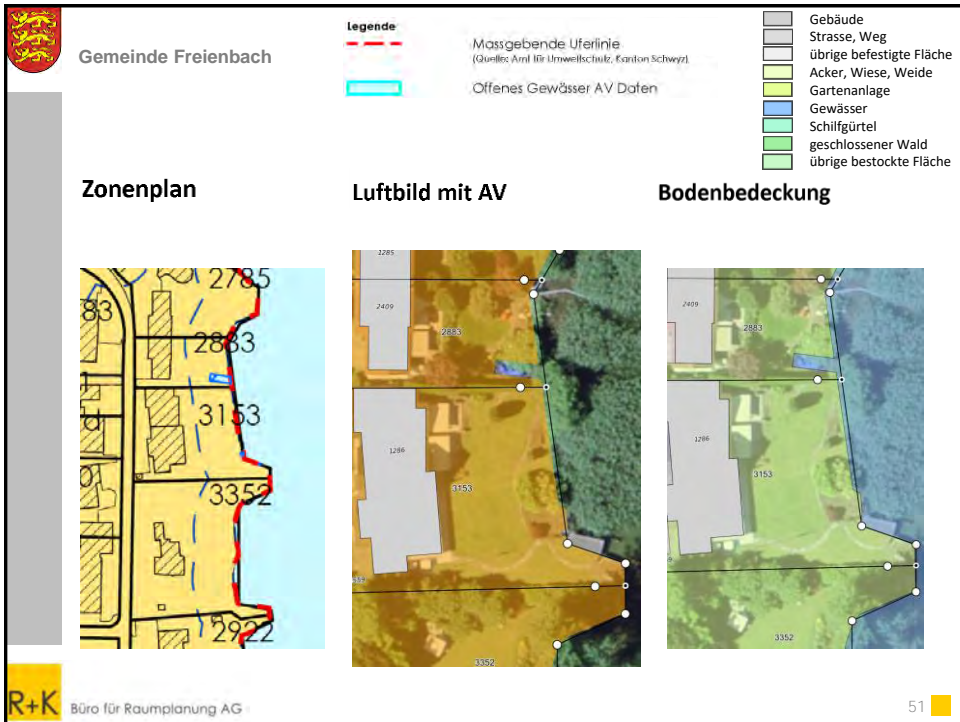 Gemeinde Freienbach
Legende
Massgebende Uferlinie
(Quelle: Amt für Umweltschutz, Kanton Schwyz)
Offenes Gewässer AV Daten
Gebäude
Strasse, Weg
übrige befestigte Fläche
Acker, Wiese, Weide
Gartenanlage
Gewässer
Schilfgürtel
geschlossener Wald
übrige bestockte Fläche
Zonenplan
Luftbild mit AV
Bodenbedeckung
2785
83
2883
3153
3352
2922
1285
2409
2883
1286
3153
3352
2409
2883
1286
3153
3352
R+K Büro für Raumplanung AG
51